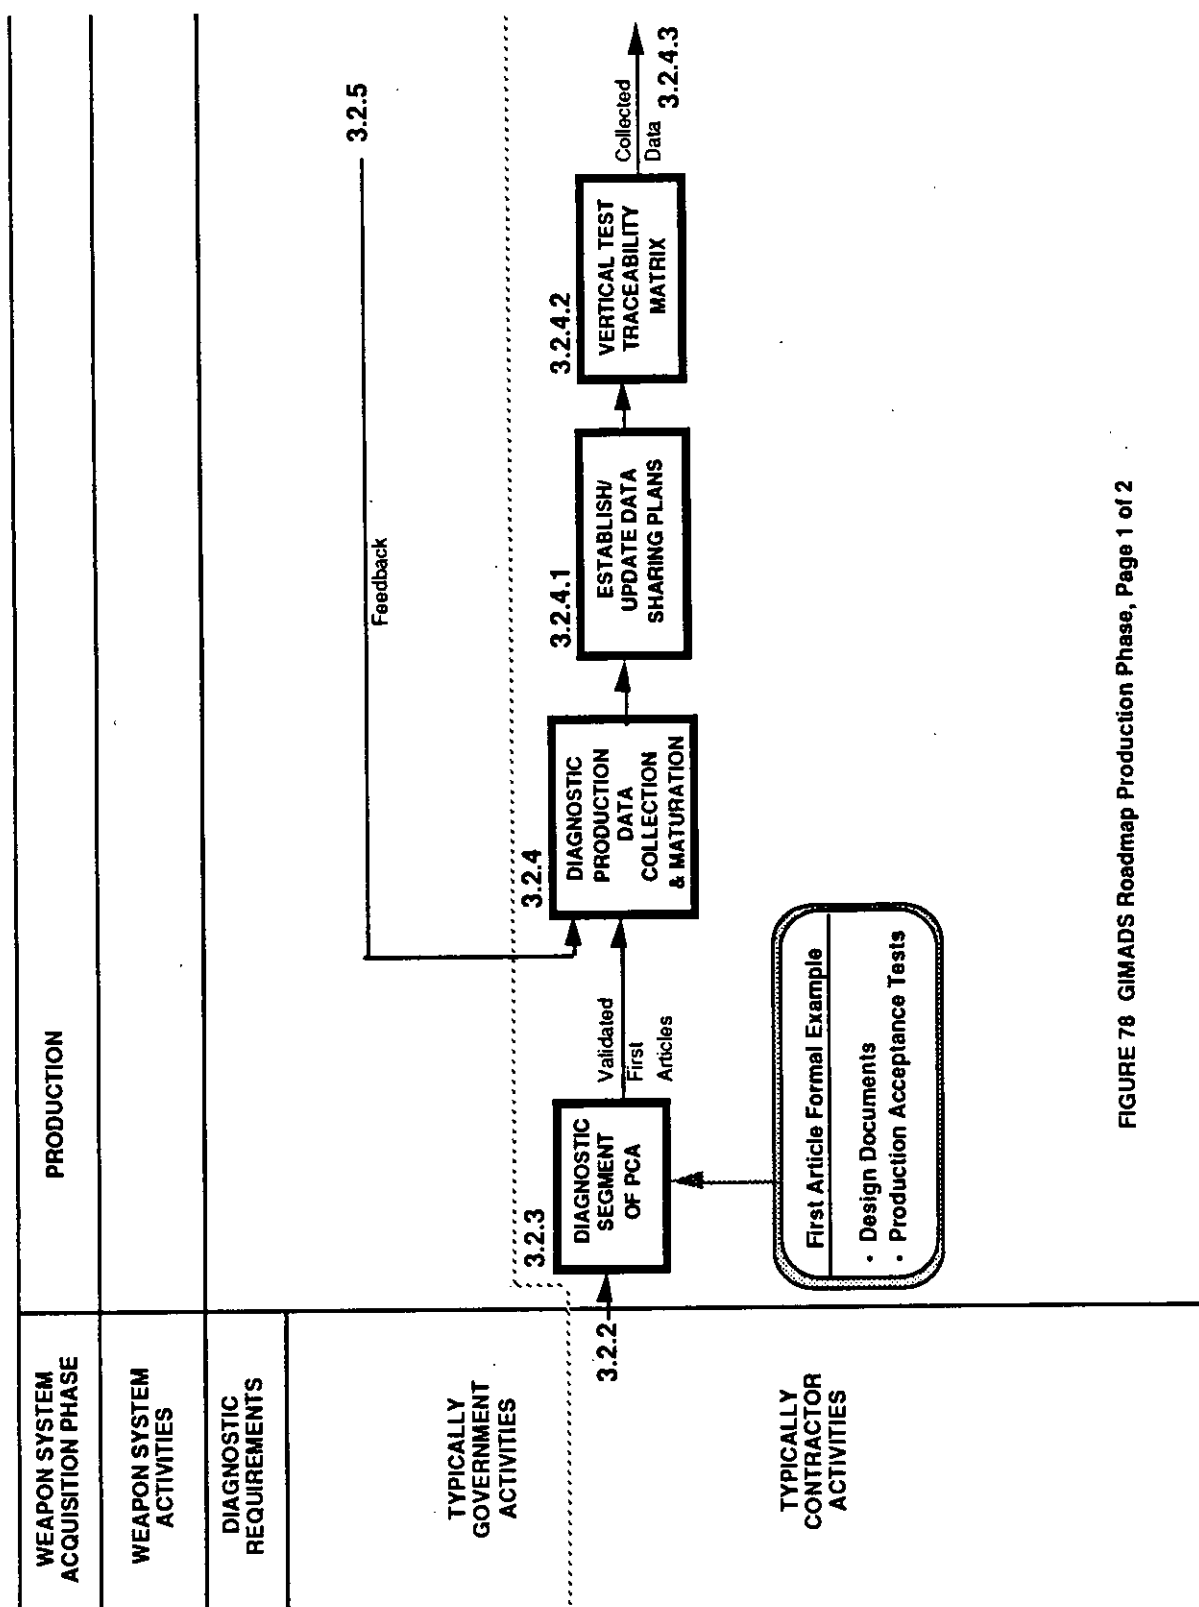 WEAPON SYSTEM
ACQUISITION PHASE
PRODUCTION
WEAPON SYSTEM
ACTIVITIES
DIAGNOSTIC
REQUIREMENTS
TYPICALLY
GOVERNMENT
ACTIVITIES
Feedback
3.2.5
3.2.2
3.2.3
DIAGNOSTIC
SEGMENT
OF PCA
Validated
First
Articles
3.2.4
DIAGNOSTIC
PRODUCTION
DATA
COLLECTION
& MATURATION
3.2.4.1
ESTABLISH/
UPDATE DATA
SHARING PLANS
3.2.4.2
VERTICAL TEST
TRACEABILITY
MATRIX
Collected
Data
3.2.4.3
TYPICALLY
CONTRACTOR
ACTIVITIES
First Article Formal Example
• Design Documents
• Production Acceptance Tests
FIGURE 78 GIMADS Roadmap Production Phase, Page 1 of 2